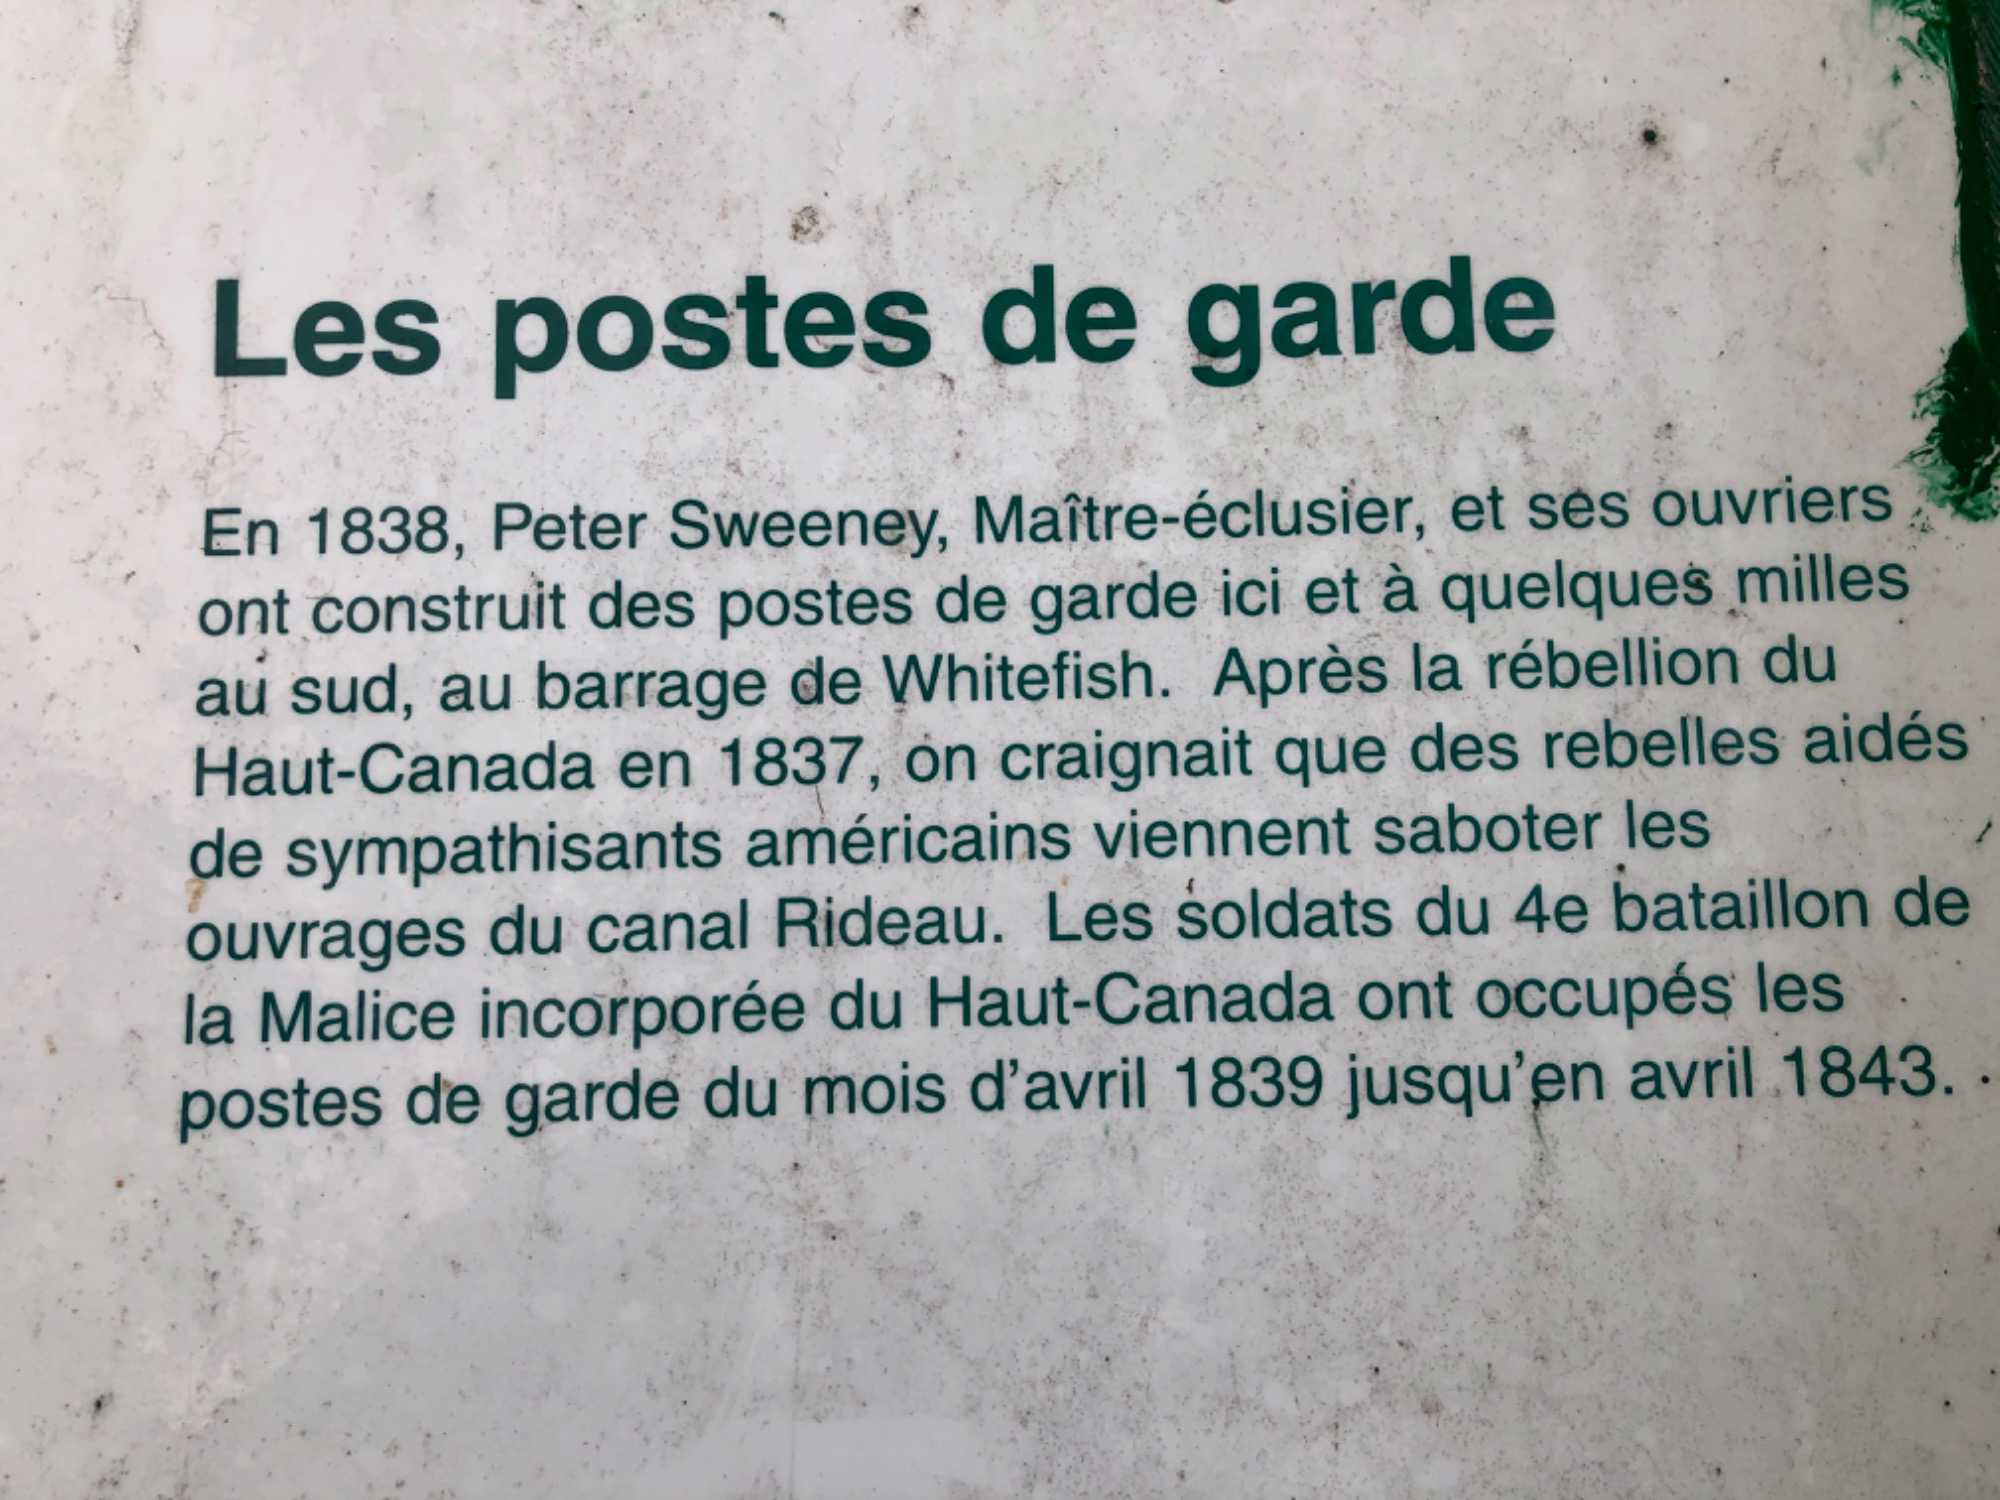 Les postes de garde
En 1838, Peter Sweeney, Maître-éclusier, et ses ouvriers
ont construit des postes de garde ici et à quelques milles
au sud, au barrage de Whitefish. Après la rébellion du
Haut-Canada en 1837, on craignait que des rebelles aidés
de sympathisants américains viennent saboter les
ouvrages du canal Rideau. Les soldats du 4e bataillon de
la Malice incorporée du Haut-Canada ont occupés les
postes de garde du mois d'avril 1839 jusqu'en avril 1843.